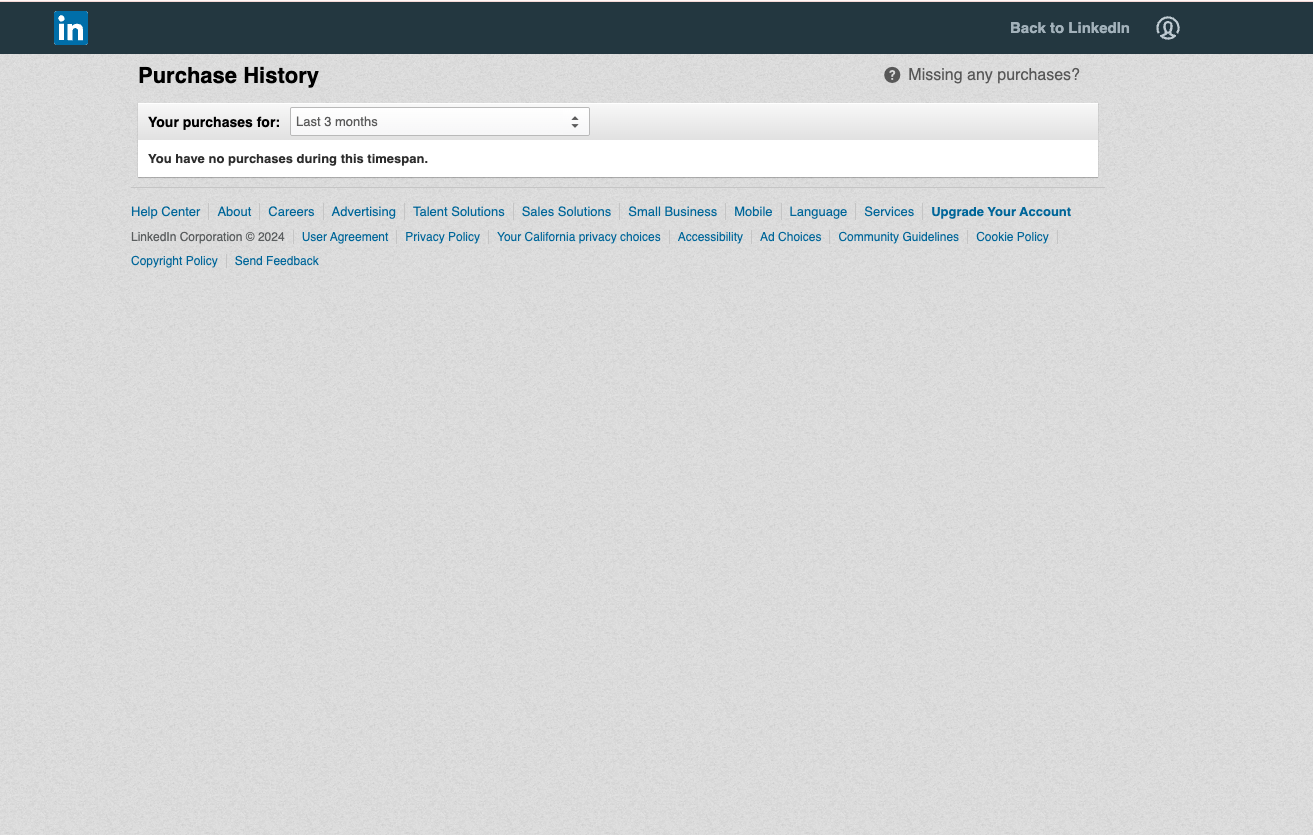 in Back to LinkedIn
Purchase History ? Missing any purchases?
Your purchases for: Last 3 months
You have no purchases during this timespan.
Help Center About Careers Advertising Talent Solutions Sales Solutions Small Business Mobile Language Services Upgrade Your Account
LinkedIn Corporation © 2024 User Agreement Privacy Policy Your California privacy choices Accessibility Ad Choices Community Guidelines Cookie Policy
Copyright Policy Send Feedback